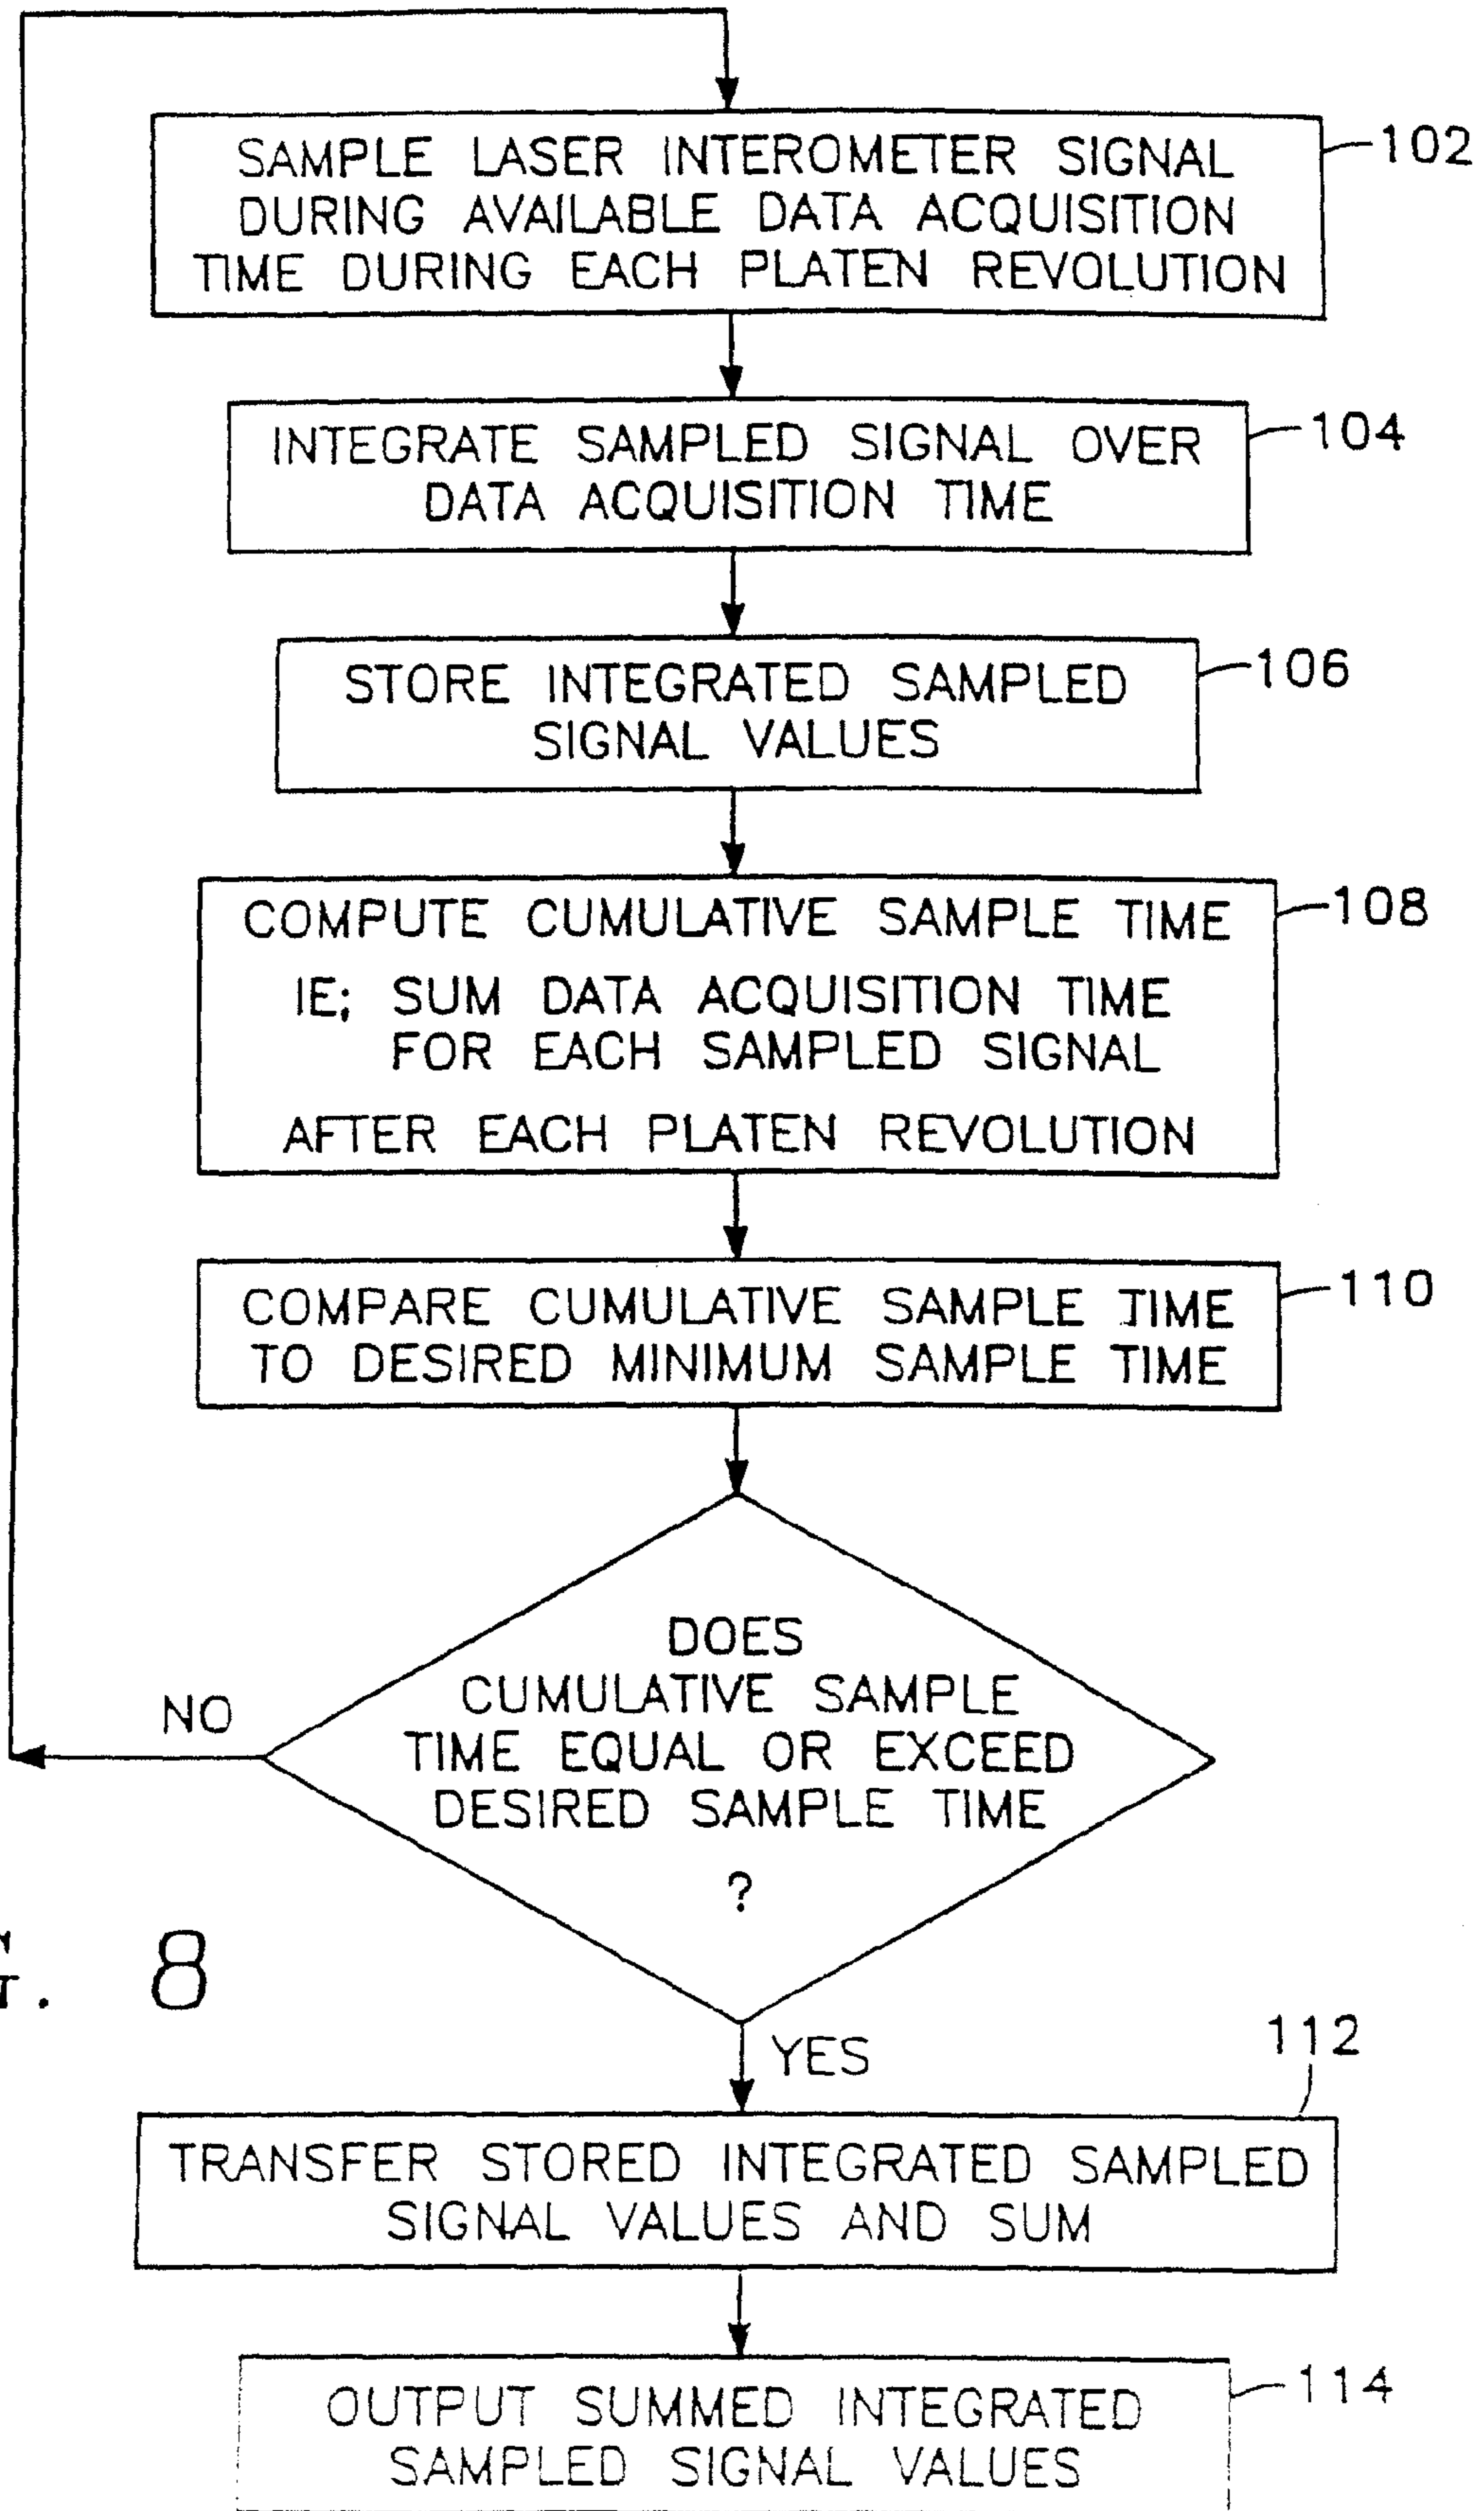 SAMPLE LASER INTEROMETER SIGNAL
DURING AVAILABLE DATA ACQUISITION
TIME DURING EACH PLATEN REVOLUTION
102
INTEGRATE SAMPLED SIGNAL OVER
DATA ACQUISITION TIME
104
STORE INTEGRATED SAMPLED
SIGNAL VALUES
106
COMPUTE CUMULATIVE SAMPLE TIME
IE; SUM DATA ACQUISITION TIME
FOR EACH SAMPLED SIGNAL
AFTER EACH PLATEN REVOLUTION
108
COMPARE CUMULATIVE SAMPLE TIME
TO DESIRED MINIMUM SAMPLE TIME
110
DOES
CUMULATIVE SAMPLE
TIME EQUAL OR EXCEED
DESIRED SAMPLE TIME
?
NO
8
YES
112
TRANSFER STORED INTEGRATED SAMPLED
SIGNAL VALUES AND SUM
OUTPUT SUMMED INTEGRATED
SAMPLED SIGNAL VALUES
114